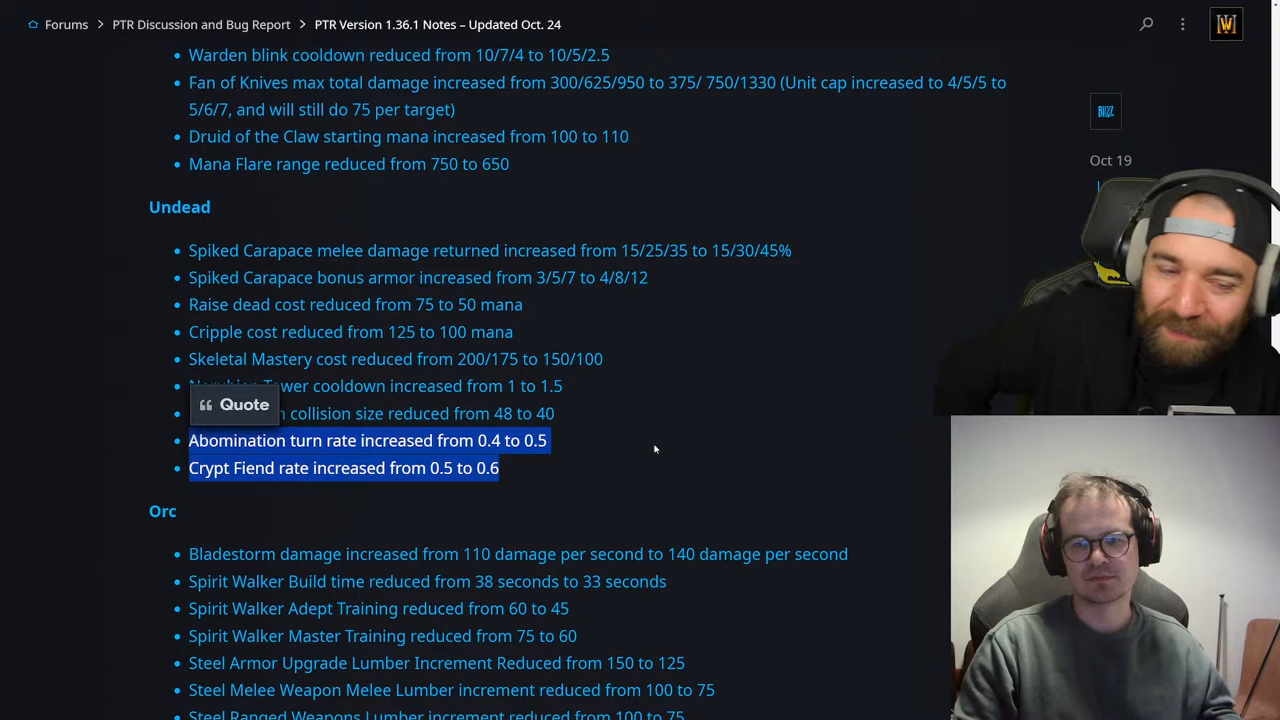 Forums > PTR Discussion and Bug Report > PTR Version 1.36.1 Notes – Updated Oct. 24
Warden blink cooldown reduced from 10/7/4 to 10/5/2.5
Fan of Knives max total damage increased from 300/625/950 to 375/ 750/1330 (Unit cap increased to 4/5/5 to
5/6/7, and will still do 75 per target)
Druid of the Claw starting mana increased from 100 to 110
Mana Flare range reduced from 750 to 650
BLIZZ
Oct 19
Undead
Spiked Carapace melee damage returned increased from 15/25/35 to 15/30/45%
Spiked Carapace bonus armor increased from 3/5/7 to 4/8/12
Raise dead cost reduced from 75 to 50 mana
Cripple cost reduced from 125 to 100 mana
Skeletal Mastery cost reduced from 200/175 to 150/100
Tower cooldown increased from 1 to 1.5
Quote
collision size reduced from 48 to 40
Abomination turn rate increased from 0.4 to 0.5
Crypt Fiend rate increased from 0.5 to 0.6
Orc
Bladestorm damage increased from 110 damage per second to 140 damage per second
Spirit Walker Build time reduced from 38 seconds to 33 seconds
Spirit Walker Adept Training reduced from 60 to 45
Spirit Walker Master Training reduced from 75 to 60
Steel Armor Upgrade Lumber Increment Reduced from 150 to 125
Steel Melee Weapon Melee Lumber increment reduced from 100 to 75
Steel Ranged Weapons Lumber increment reduced from 100 to 75